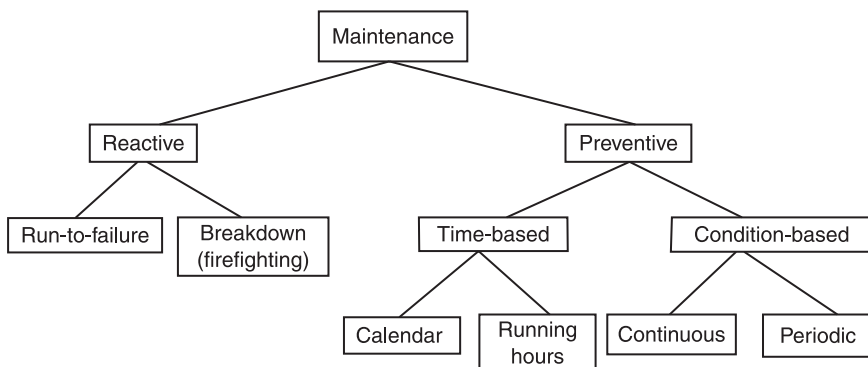 Maintenance
Reactive
Preventive
Run-to-failure
Breakdown
(firefighting)
Time-based
Condition-based
Calendar
Running
hours
Continuous
Periodic